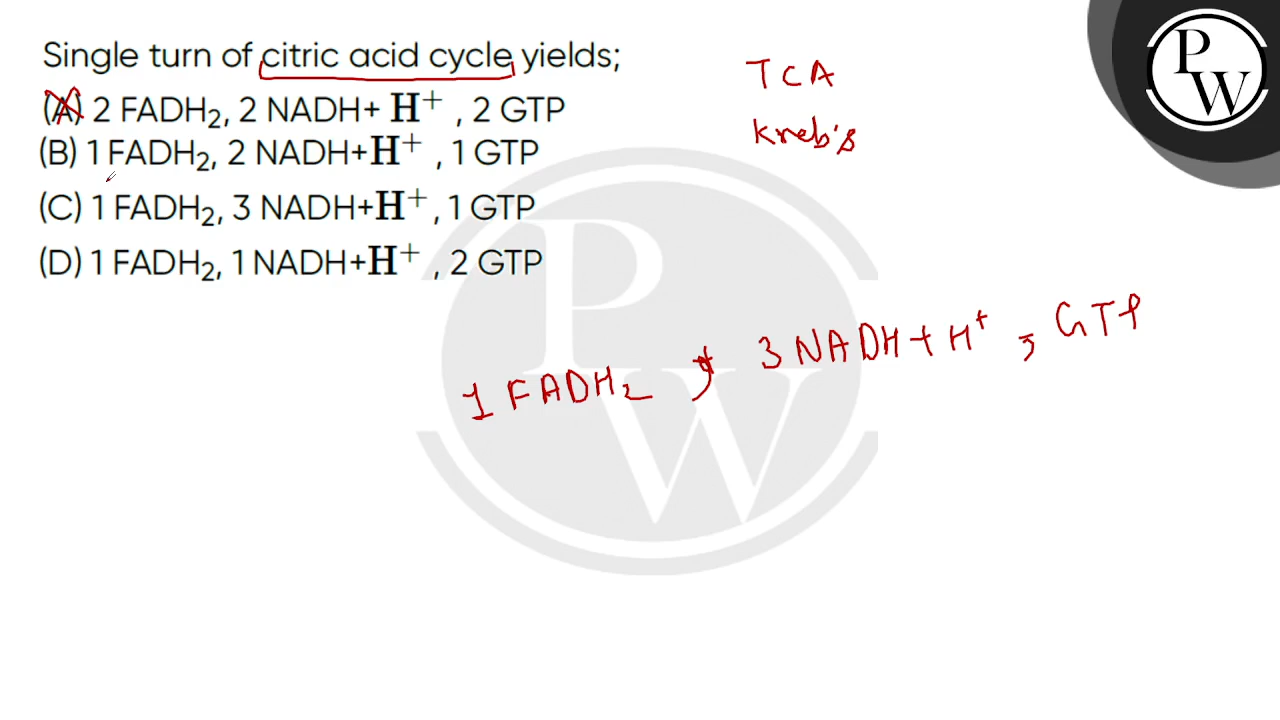 Single turn of citric acid cycle yields;
(A) 2 FADH₂, 2 NADH+ H⁺ , 2 GTP
(B) 1 FADH₂, 2 NADH+H⁺ , 1 GTP
(C) 1 FADH₂, 3 NADH+H⁺ , 1 GTP
(D) 1 FADH₂, 1 NADH+H⁺ , 2 GTP
TCA
Kreb's
1 FADH₂ , 3 NADH+H⁺ , GTP
PW
PW